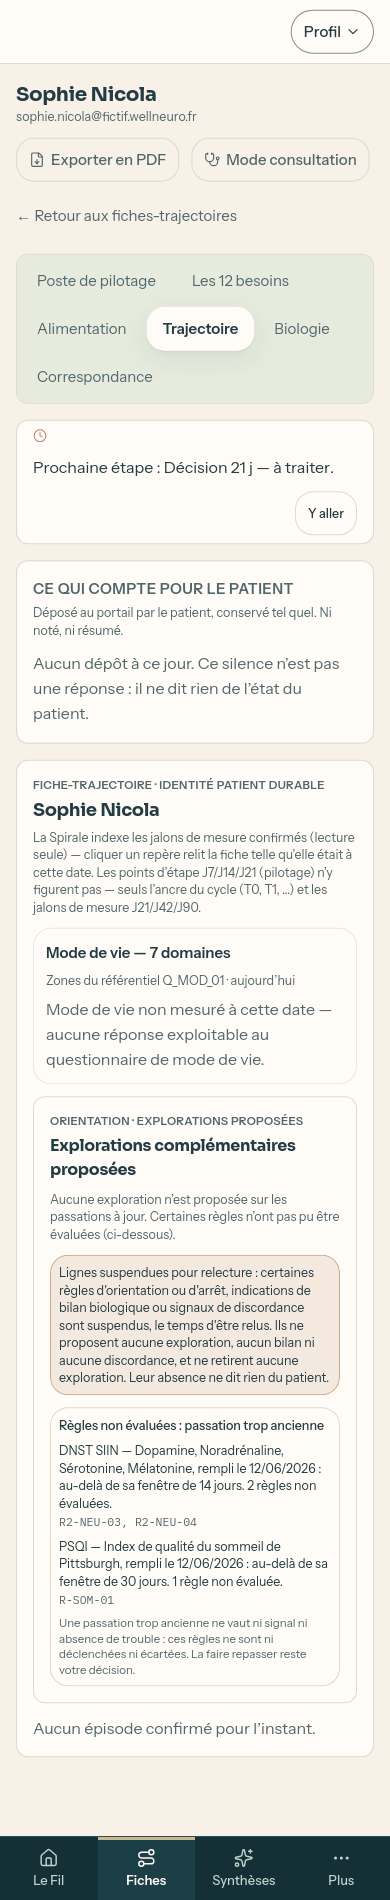 Profil
Sophie Nicola
sophie.nicola@fictif.wellneuro.fr
Exporter en PDF
Mode consultation
← Retour aux fiches-trajectoires
Poste de pilotage
Les 12 besoins
Alimentation
Trajectoire
Biologie
Correspondance
Prochaine étape : Décision 21 j — à traiter.
Y aller
CE QUI COMPTE POUR LE PATIENT
Déposé au portail par le patient, conservé tel quel. Ni
noté, ni résumé.
Aucun dépôt à ce jour. Ce silence n'est pas
une réponse : il ne dit rien de l'état du
patient.
FICHE-TRAJECTOIRE · IDENTITÉ PATIENT DURABLE
Sophie Nicola
La Spirale indexe les jalons de mesure confirmés (lecture
seule) — cliquer un repère relit la fiche telle qu'elle était à
cette date. Les points d'étape J7/J14/J21 (pilotage) n'y
figurent pas — seuls l'ancre du cycle (T0, T1, …) et les
jalons de mesure J21/J42/J90.
Mode de vie — 7 domaines
Zones du référentiel Q_MOD_01 · aujourd'hui
Mode de vie non mesuré à cette date —
aucune réponse exploitable au
questionnaire de mode de vie.
ORIENTATION · EXPLORATIONS PROPOSÉES
Explorations complémentaires
proposées
Aucune exploration n'est proposée sur les
passations à jour. Certaines règles n'ont pas pu être
évaluées (ci-dessous).
Lignes suspendues pour relecture : certaines
règles d'orientation ou d'arrêt, indications de
bilan biologique ou signaux de discordance
sont suspendus, le temps d'être relus. Ils ne
proposent aucune exploration, aucun bilan ni
aucune discordance, et ne retirent aucune
exploration. Leur absence ne dit rien du patient.
Règles non évaluées : passation trop ancienne
DNST SIIN — Dopamine, Noradrénaline,
Sérotonine, Mélatonine, rempli le 12/06/2026 :
au-delà de sa fenêtre de 14 jours. 2 règles non
évaluées.
R2-NEU-03, R2-NEU-04
PSQI — Index de qualité du sommeil de
Pittsburgh, rempli le 12/06/2026 : au-delà de sa
fenêtre de 30 jours. 1 règle non évaluée.
R-SOM-01
Une passation trop ancienne ne vaut ni signal ni
absence de trouble : ces règles ne sont ni
déclenchées ni écartées. La faire repasser reste
votre décision.
Aucun épisode confirmé pour l'instant.
Le Fil
Fiches
Synthèses
Plus